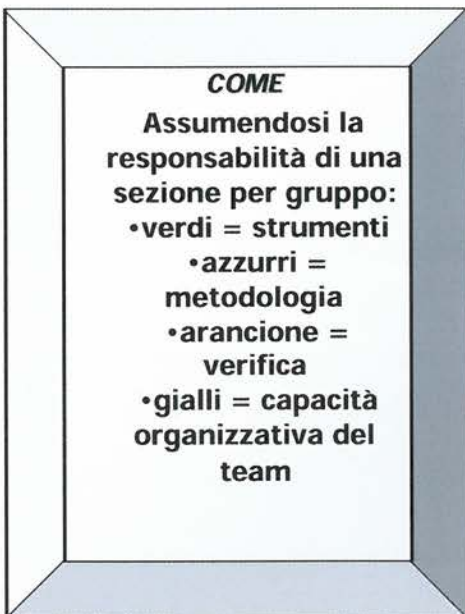 COME
Assumendosi la
responsabilità di una
sezione per gruppo:
•verdi = strumenti
•azzurri =
metodologia
•arancione =
verifica
•gialli = capacità
organizzativa del
team